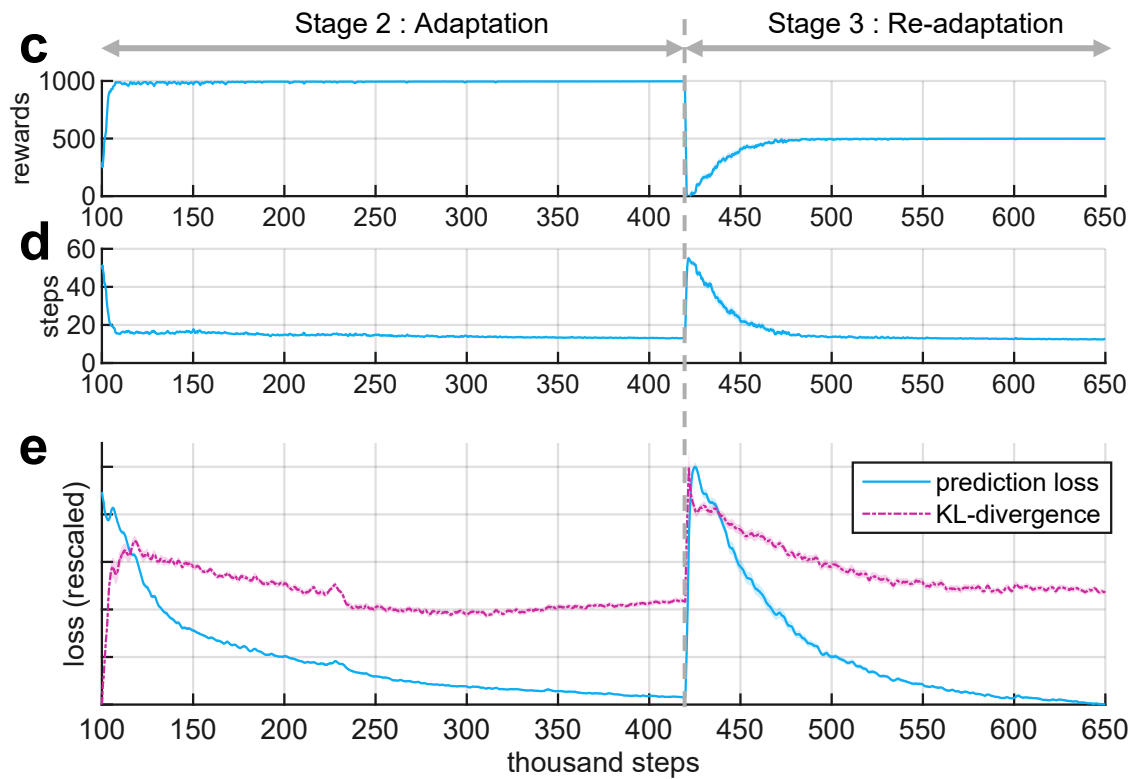 Stage 2 : Adaptation
Stage 3 : Re-adaptation
c
rewards
1000
500
0
100 150 200 250 300 350 400 450 500 550 600 650
d
steps
60
40
20
0
100 150 200 250 300 350 400 450 500 550 600 650
e
loss (rescaled)
prediction loss
KL-divergence
100 150 200 250 300 350 400 450 500 550 600 650
thousand steps